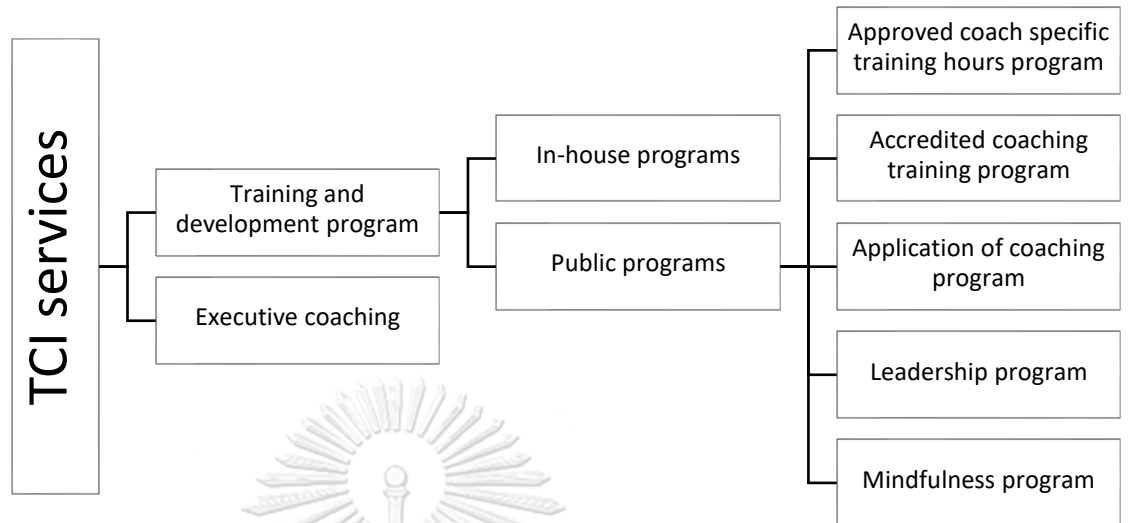 TCI services
Training and
development program
Executive coaching
In-house programs
Public programs
Approved coach specific
training hours program
Accredited coaching
training program
Application of coaching
program
Leadership program
Mindfulness program